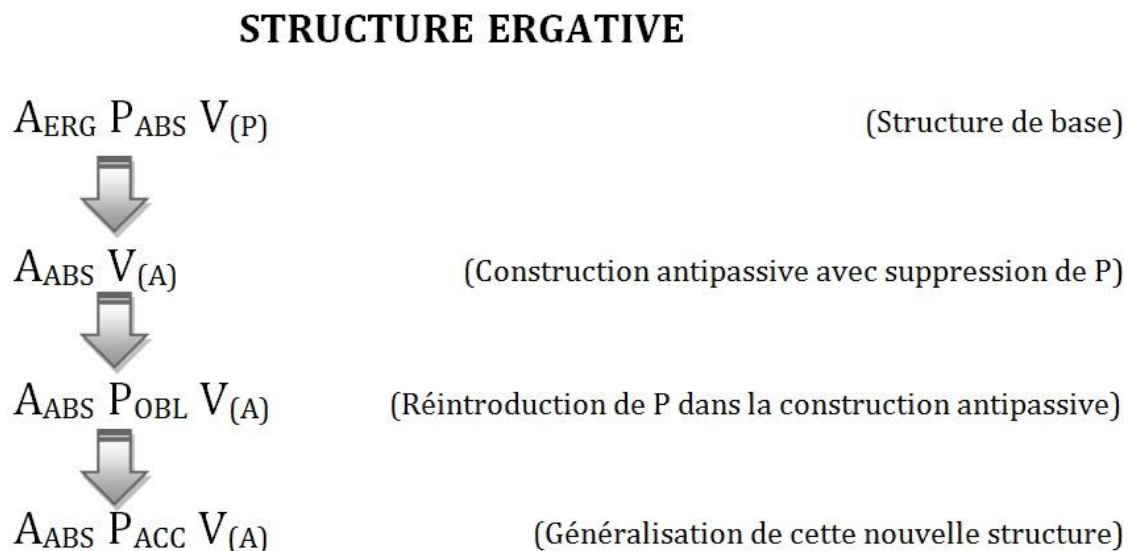 STRUCTURE ERGATIVE
A_ERG P_ABS V_(P) (Structure de base)
A_ABS V_(A) (Construction antipassive avec suppression de P)
A_ABS P_OBL V_(A) (Réintroduction de P dans la construction antipassive)
A_ABS P_ACC V_(A) (Généralisation de cette nouvelle structure)